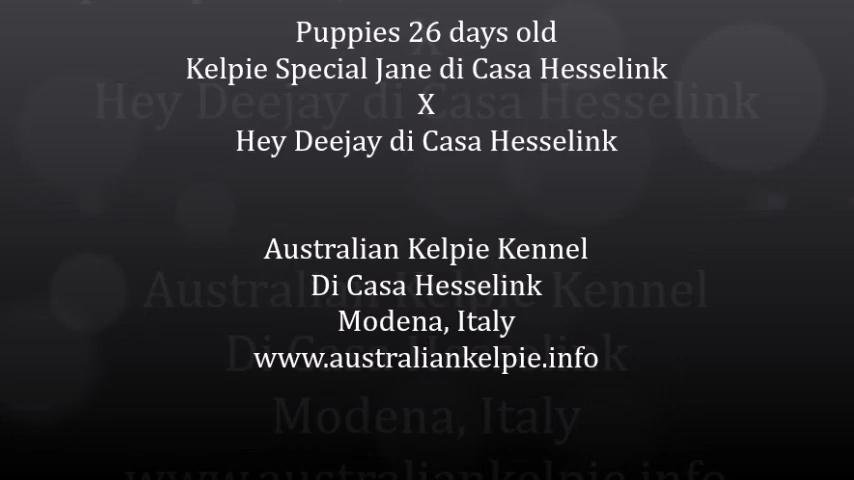 Puppies 26 days old
Kelpie Special Jane di Casa Hesselink
X
Hey Deejay di Casa Hesselink
Australian Kelpie Kennel
Di Casa Hesselink
Modena, Italy
www.australiankelpie.info